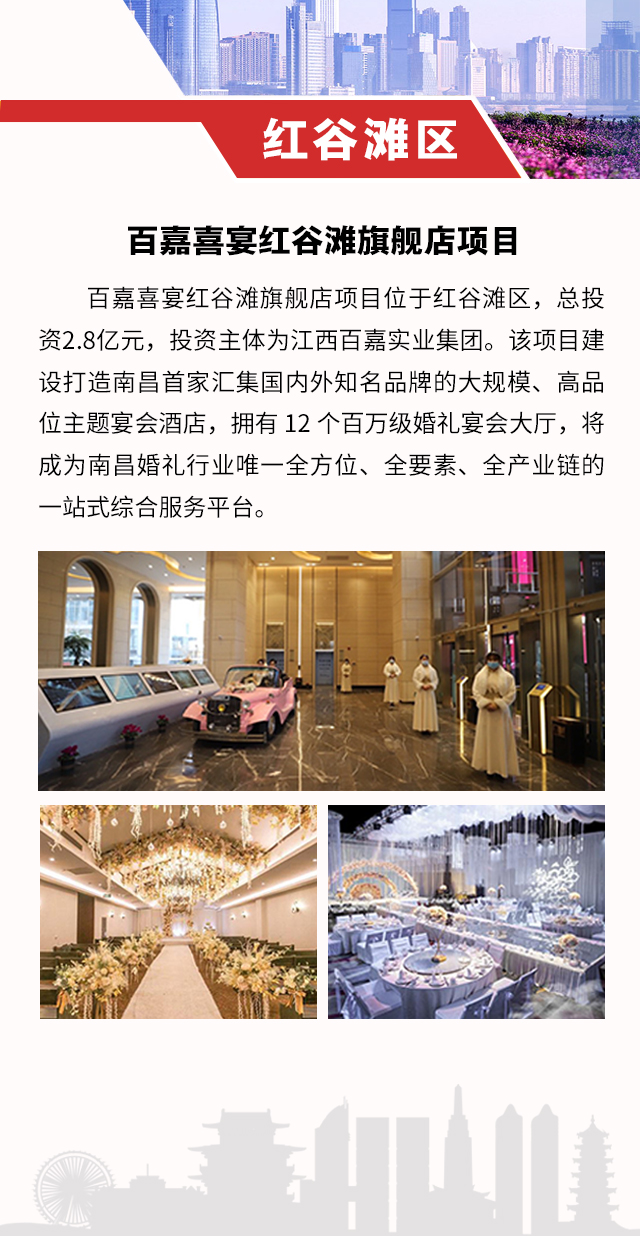 红谷滩区
百嘉喜宴红谷滩旗舰店项目
百嘉喜宴红谷滩旗舰店项目位于红谷滩区，总投
资2.8亿元，投资主体为江西百嘉实业集团。该项目建
设打造南昌首家汇集国内外知名品牌的大规模、高品
位主题宴会酒店，拥有 12 个百万级婚礼宴会大厅，将
成为南昌婚礼行业唯一全方位、全要素、全产业链的
一站式综合服务平台。